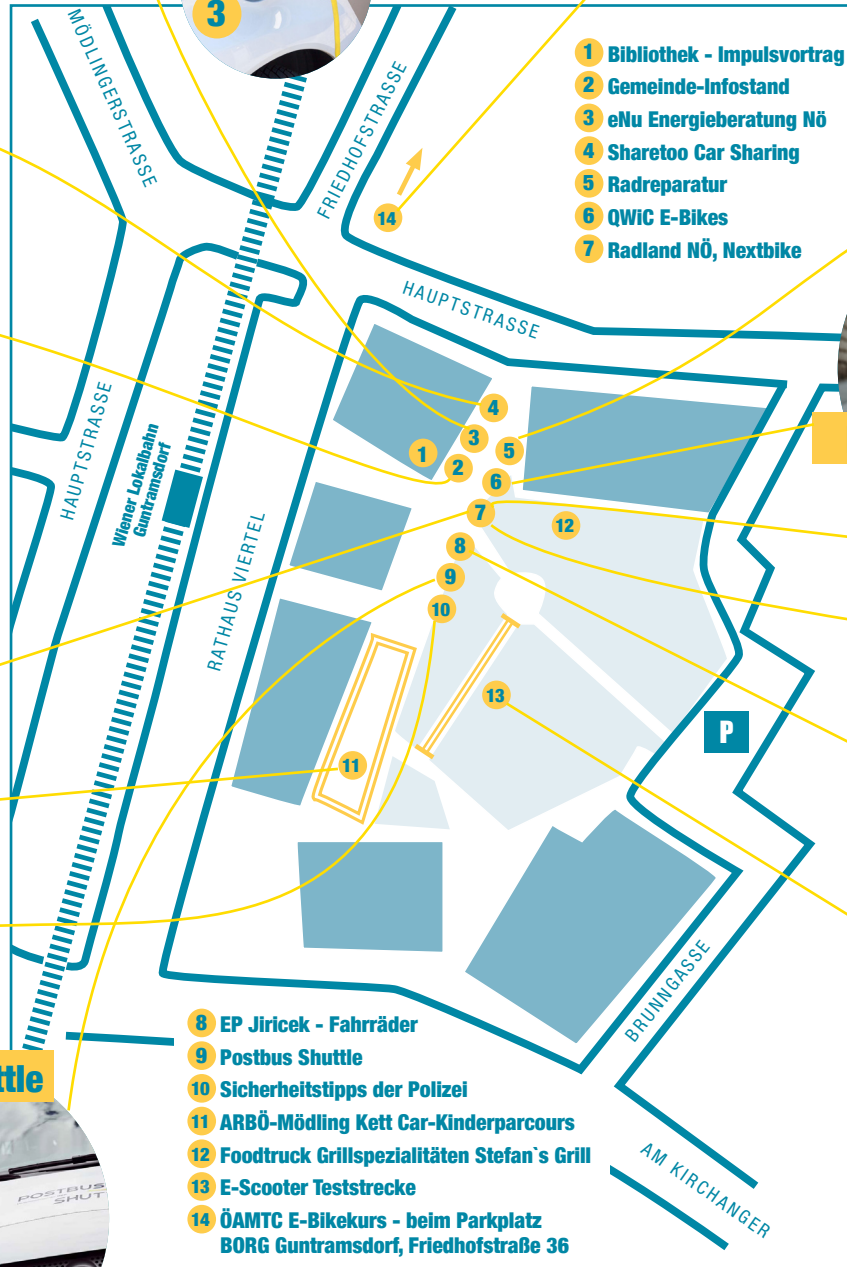 3
MÖDLINGERSTRASSE
FRIEDHOFSTRASSE
14
1 Bibliothek - Impulsvortrag
2 Gemeinde-Infostand
3 eNu Energieberatung Nö
4 Sharetoo Car Sharing
5 Radreparatur
6 QWiC E-Bikes
7 Radland NÖ, Nextbike
HAUPTSTRASSE
HAUPTSTRASSE
Wiener Lokalbahn
Guntramsdorf
RATHAUS VIERTEL
4
3
5
1
2
6
7
12
8
9
10
13
P
11
BRUNNGASSE
AM KIRCHANGER
8 EP Jiricek - Fahrräder
9 Postbus Shuttle
10 Sicherheitstipps der Polizei
11 ARBÖ-Mödling Kett Car-Kinderparcours
12 Foodtruck Grillspezialitäten Stefan`s Grill
13 E-Scooter Teststrecke
14 ÖAMTC E-Bikekurs - beim Parkplatz
BORG Guntramsdorf, Friedhofstraße 36
ttle
POSTBUS
SHUT